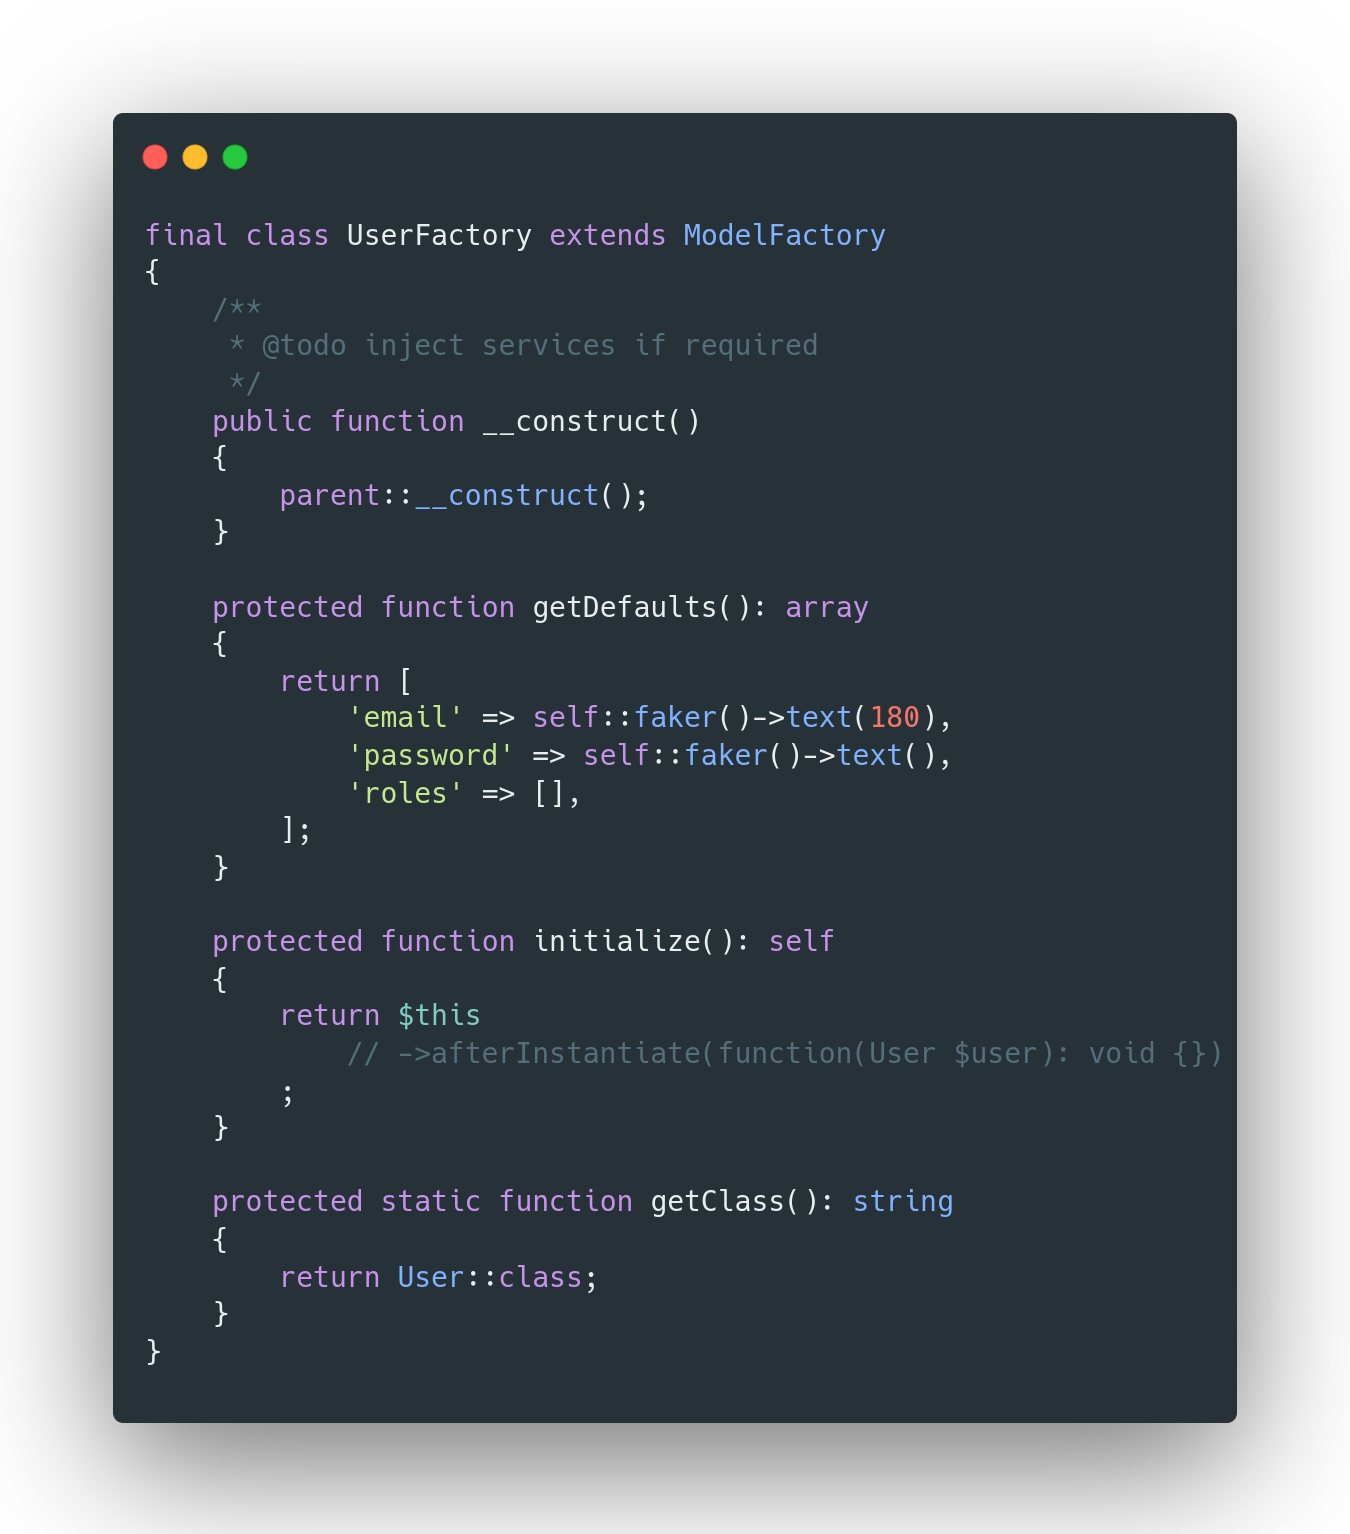 final class UserFactory extends ModelFactory
{
    /**
     * @todo inject services if required
     */
    public function __construct()
    {
        parent::__construct();
    }

    protected function getDefaults(): array
    {
        return [
            'email' => self::faker()->text(180),
            'password' => self::faker()->text(),
            'roles' => [],
        ];
    }

    protected function initialize(): self
    {
        return $this
            // ->afterInstantiate(function(User $user): void {})
        ;
    }

    protected static function getClass(): string
    {
        return User::class;
    }
}